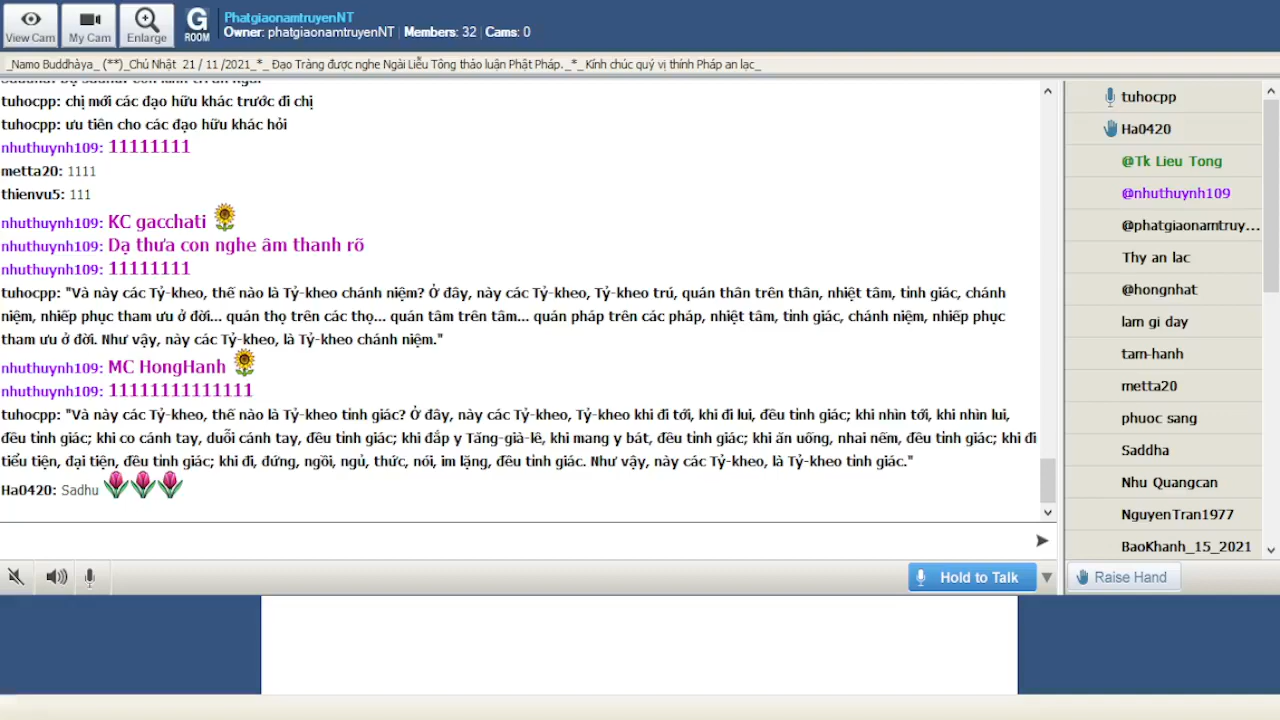 View Cam
My Cam
Enlarge
G
ROOM
PhatgiaonamtruyenNT
Owner: phatgiaonamtruyenNT | Members: 32 | Cams: 0
_Namo Buddhàya_ (**)_Chủ Nhật 21 / 11 /2021_*_ Đạo Tràng được nghe Ngài Liễu Tông thảo luận Phật Pháp._*_Kính chúc quý vị thính Pháp an lạc_
tuhocpp: chị mới các đạo hữu khác trước đi chị
tuhocpp: ưu tiên cho các đạo hữu khác hỏi
nhuthuynh109: 11111111
metta20: 1111
thienvu5: 111
nhuthuynh109: KC gacchati
nhuthuynh109: Dạ thưa con nghe âm thanh rõ
nhuthuynh109: 11111111
tuhocpp: "Và này các Tỷ-kheo, thế nào là Tỷ-kheo chánh niệm? Ở đây, này các Tỷ-kheo, Tỷ-kheo trú, quán thân trên thân, nhiệt tâm, tỉnh giác, chánh
niệm, nhiếp phục tham ưu ở đời... quán thọ trên các thọ... quán tâm trên tâm... quán pháp trên các pháp, nhiệt tâm, tỉnh giác, chánh niệm, nhiếp phục
tham ưu ở đời. Như vậy, này các Tỷ-kheo, là Tỷ-kheo chánh niệm."
nhuthuynh109: MC HongHanh
nhuthuynh109: 11111111111111
tuhocpp: "Và này các Tỷ-kheo, thế nào là Tỷ-kheo tỉnh giác? Ở đây, này các Tỷ-kheo, Tỷ-kheo khi đi tới, khi đi lui, đều tỉnh giác; khi nhìn tới, khi nhìn lui,
đều tỉnh giác; khi co cánh tay, duỗi cánh tay, đều tỉnh giác; khi đắp y Tăng-già-lê, khi mang y bát, đều tỉnh giác; khi ăn uống, nhai nếm, đều tỉnh giác; khi đi
tiểu tiện, đại tiện, đều tỉnh giác; khi đi, đứng, ngồi, ngủ, thức, nói, im lặng, đều tỉnh giác. Như vậy, này các Tỷ-kheo, là Tỷ-kheo tỉnh giác."
Ha0420: Sadhu
Hold to Talk
tuhocpp
Ha0420
@Tk Lieu Tong
@nhuthuynh109
@phatgiaonamtruy...
Thy an lac
@hongnhat
lam gi day
tam-hanh
metta20
phuoc sang
Saddha
Nhu Quangcan
NguyenTran1977
BaoKhanh_15_2021
Raise Hand